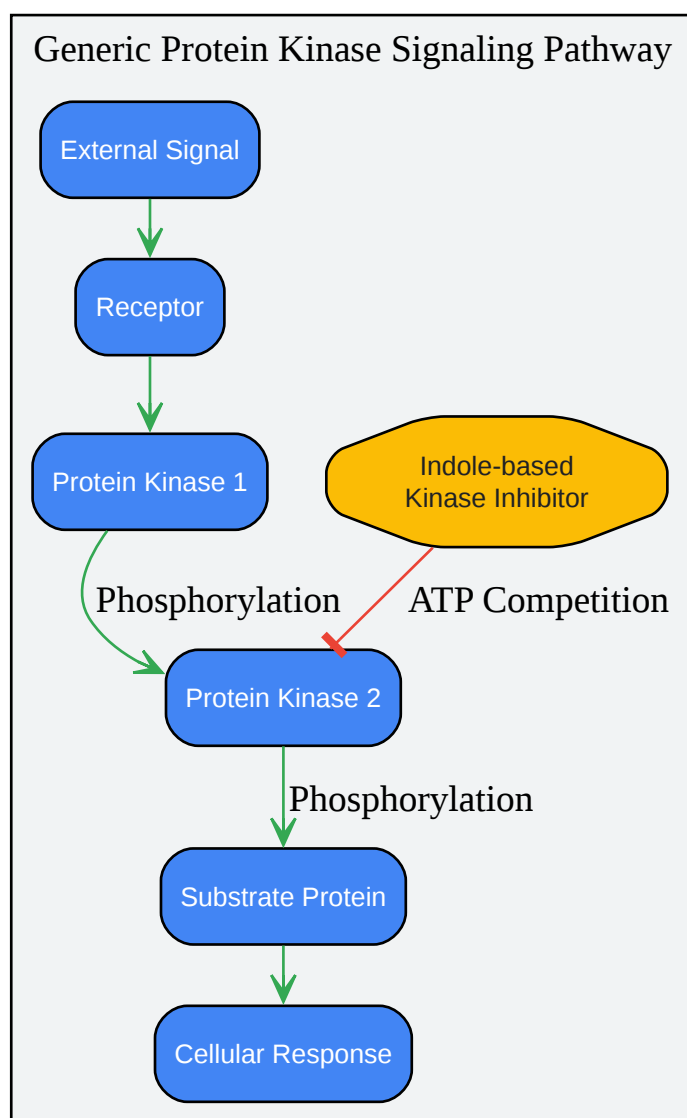 Generic Protein Kinase Signaling Pathway
External Signal
Receptor
Protein Kinase 1
Indole-based
Kinase Inhibitor
Phosphorylation
ATP Competition
Protein Kinase 2
Phosphorylation
Substrate Protein
Cellular Response